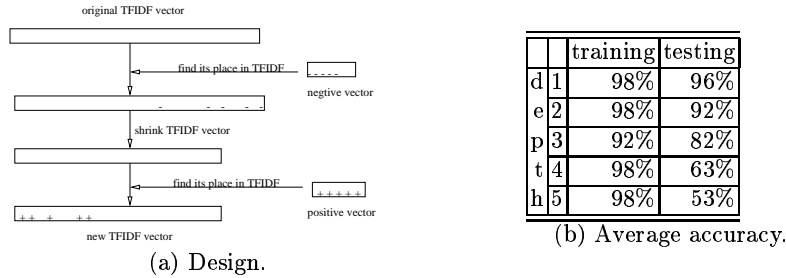 original TFIDF vector
find its place in TFIDF
- - - - -
negtive vector
- - - - -
shrink TFIDF vector
find its place in TFIDF
+ + + + +
positive vector
+ + + + +
new TFIDF vector
(a) Design.
training testing
d 1 98% 96%
e 2 98% 92%
p 3 92% 82%
t 4 98% 63%
h 5 98% 53%
(b) Average accuracy.